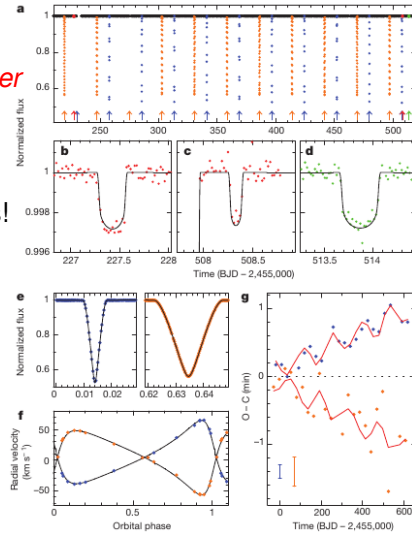 a
1
0.8
0.6
Normalized flux
er
250
300
350
400
450
500
b
c
d
1
0.998
0.996
!
227
227.5
228
508
508.5
513.5
514
Time (BJD – 2,455,000)
e
1
0.8
0.6
Normalized flux
0
0.01
0.02
0.62
0.63
0.64
f
50
0
–50
Radial velocity
(km s⁻¹)
0
0.5
1
Orbital phase
g
1
0
–1
O – C (min)
0
200
400
600
Time (BJD – 2,455,000)